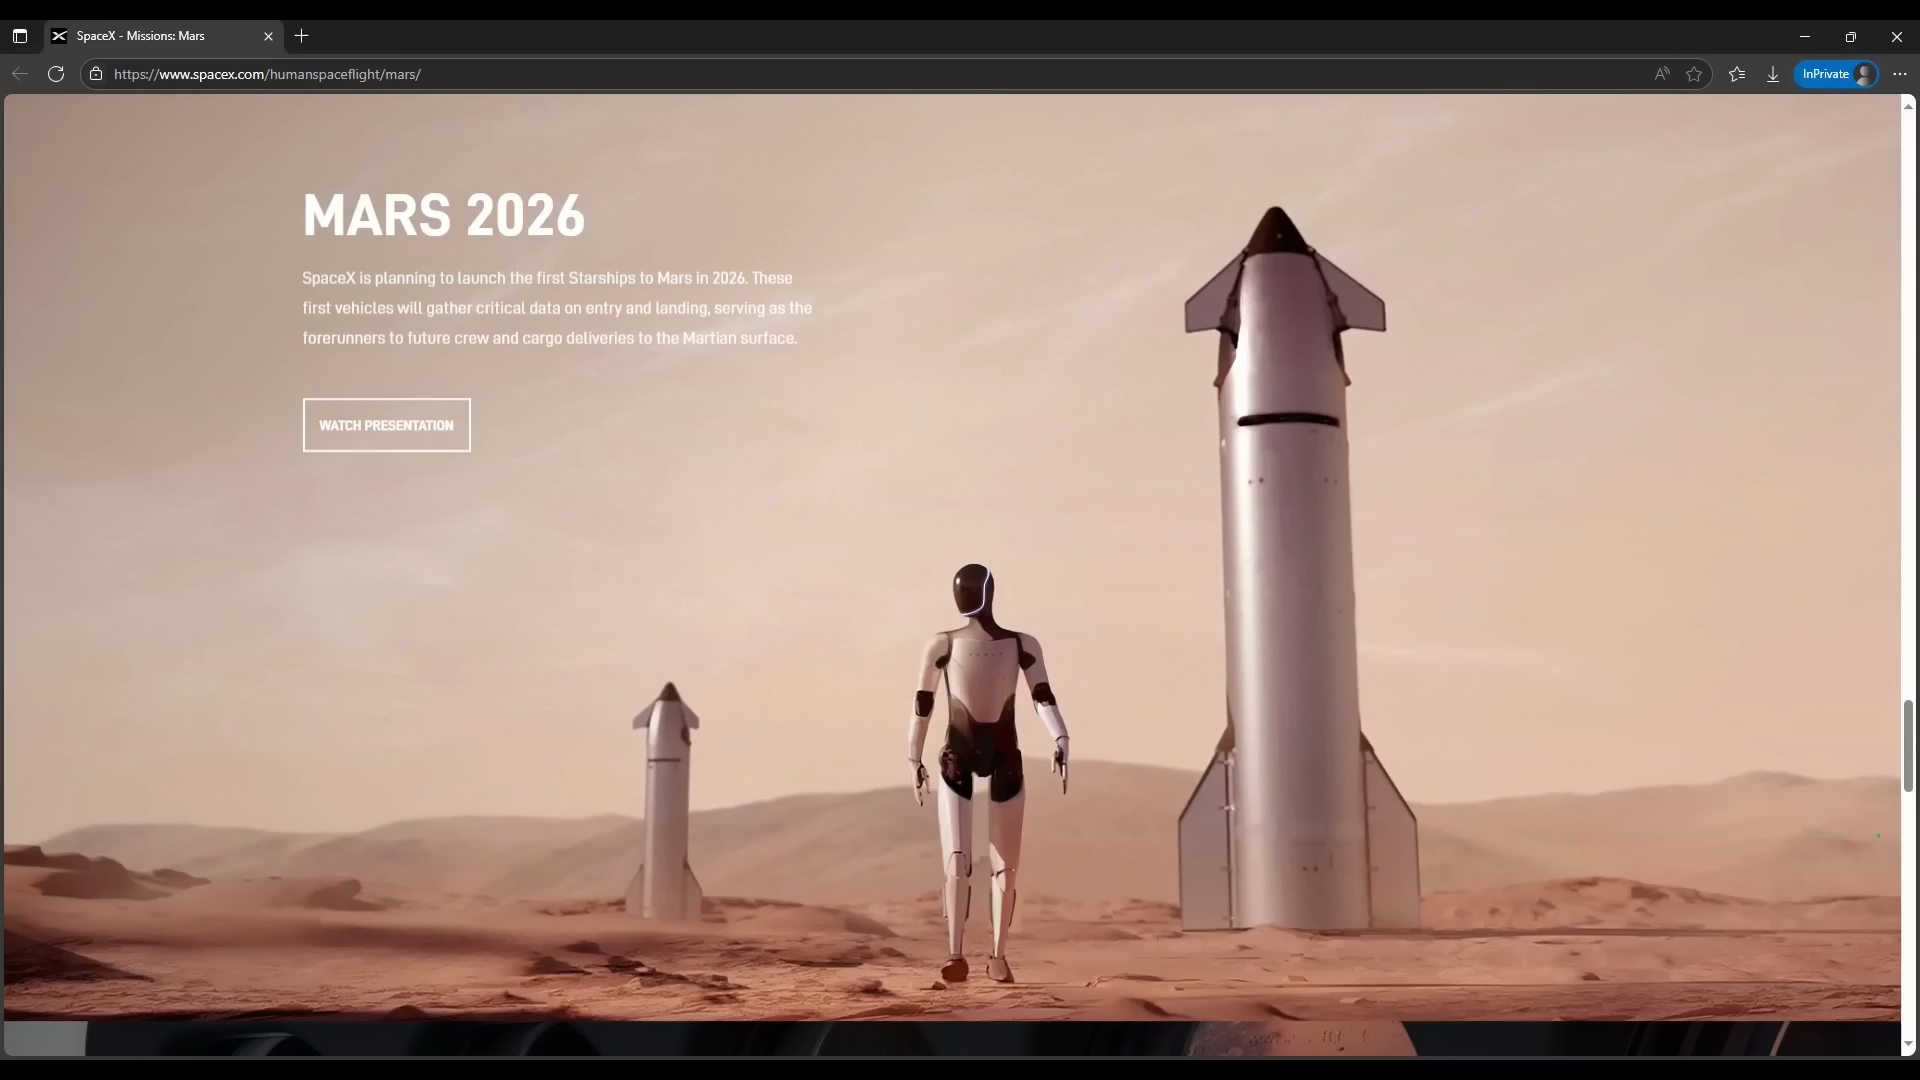 SpaceX - Missions: Mars
https://www.spacex.com/humanspaceflight/mars/
InPrivate
MARS 2026
SpaceX is planning to launch the first Starships to Mars in 2026. These
first vehicles will gather critical data on entry and landing, serving as the
forerunners to future crew and cargo deliveries to the Martian surface.
WATCH PRESENTATION
TESLA